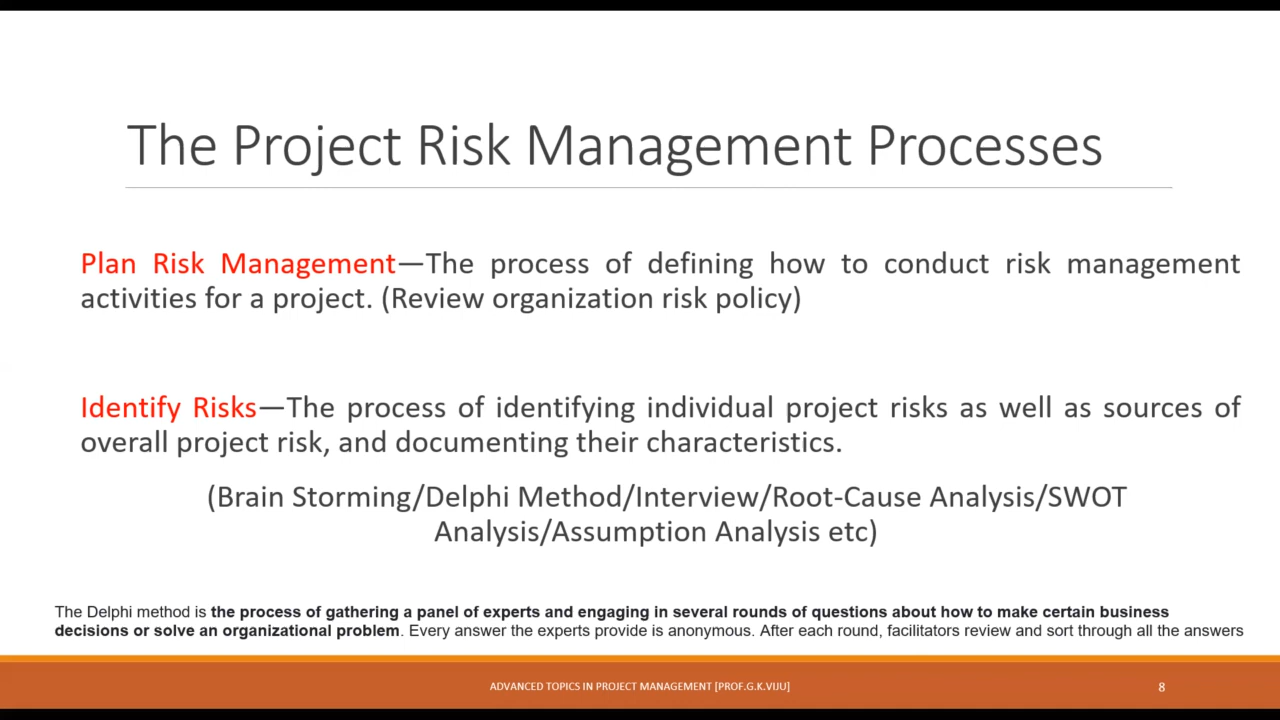 The Project Risk Management Processes
Plan Risk Management—The process of defining how to conduct risk management
activities for a project. (Review organization risk policy)
Identify Risks—The process of identifying individual project risks as well as sources of
overall project risk, and documenting their characteristics.
(Brain Storming/Delphi Method/Interview/Root-Cause Analysis/SWOT
Analysis/Assumption Analysis etc)
The Delphi method is the process of gathering a panel of experts and engaging in several rounds of questions about how to make certain business
decisions or solve an organizational problem. Every answer the experts provide is anonymous. After each round, facilitators review and sort through all the answers
ADVANCED TOPICS IN PROJECT MANAGEMENT [PROF.G.K.VIJU]
8